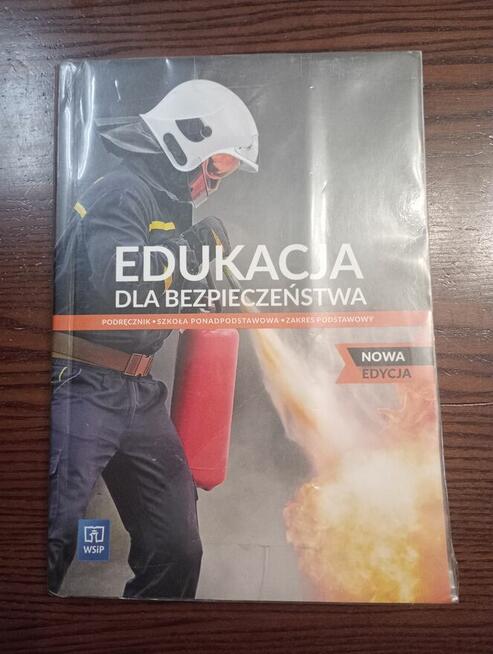 EDUKACJA
DLA BEZPIECZEŃSTWA
PODRĘCZNIK • SZKOŁA PONADPODSTAWOWA • ZAKRES PODSTAWOWY
NOWA
EDYCJA
WSiP